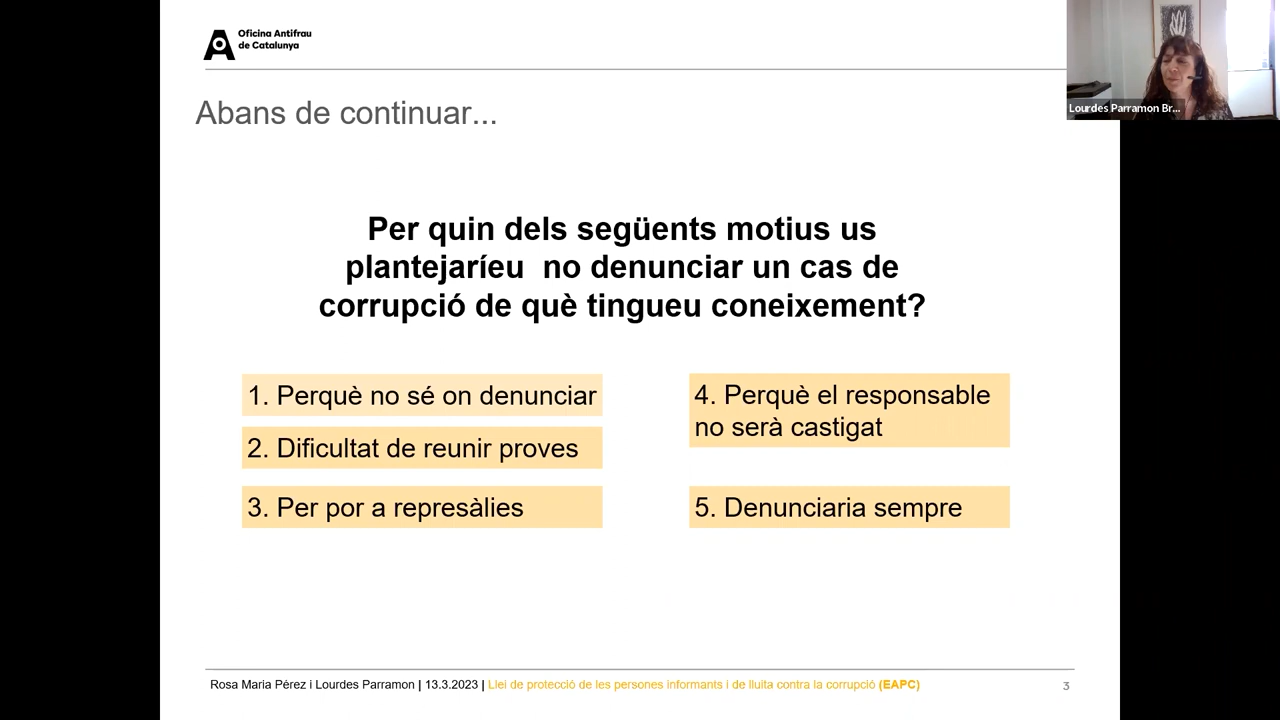 Oficina Antifrau
de Catalunya
Lourdes Parramon Br...
Abans de continuar...
Per quin dels següents motius us
plantejaríeu no denunciar un cas de
corrupció de què tingueu coneixement?
1. Perquè no sé on denunciar
2. Dificultat de reunir proves
3. Per por a represàlies
4. Perquè el responsable
no serà castigat
5. Denunciaria sempre
Rosa Maria Pérez i Lourdes Parramon | 13.3.2023 | Llei de protecció de les persones informants i de lluita contra la corrupció (EAPC)
3